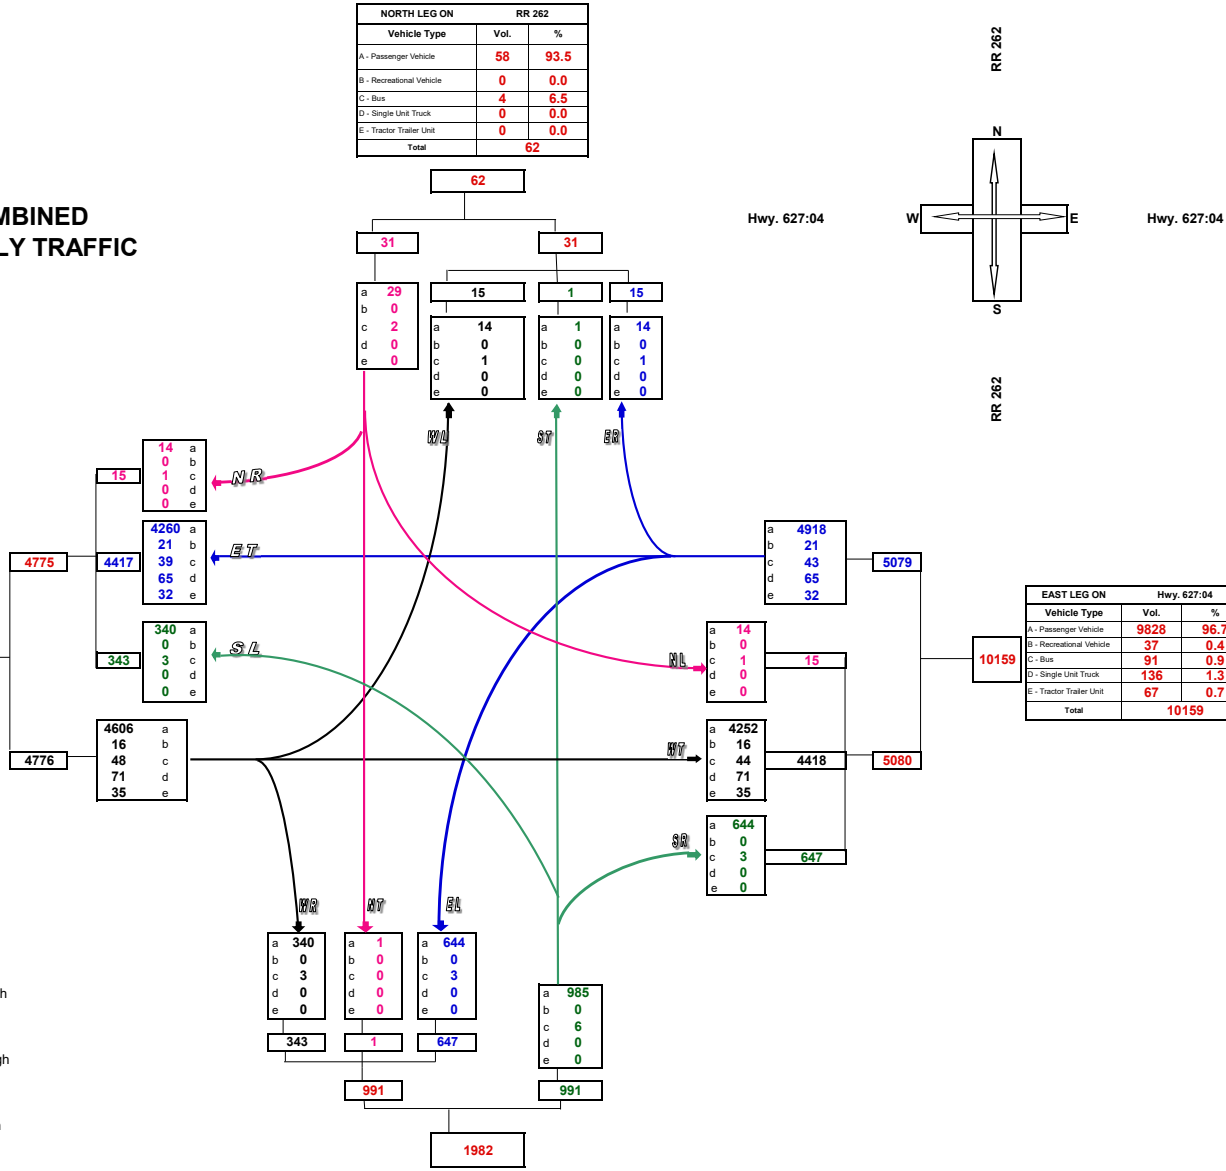 NORTH LEG ON RR 262
Vehicle Type Vol. %
A - Passenger Vehicle 58 93.5
B - Recreational Vehicle 0 0.0
C - Bus 4 6.5
D - Single Unit Truck 0 0.0
E - Tractor Trailer Unit 0 0.0
Total 62
62
RR 262
N
W E
S
Hwy. 627:04 Hwy. 627:04
RR 262
MBINED
LY TRAFFIC
31 31
15 1 15
a 29
b 0
c 2
d 0
e 0
a 14
b 0
c 1
d 0
e 0
a 1
b 0
c 0
d 0
e 0
a 14
b 0
c 1
d 0
e 0
WL ST ER
NR
15
14 a
0 b
1 c
0 d
0 e
ET
4775 4417
4260 a
21 b
39 c
65 d
32 e
SL
343
340 a
0 b
3 c
0 d
0 e
4776
4606 a
16 b
48 c
71 d
35 e
a 4918
b 21
c 43
d 65
e 32
5079
NL
a 14
b 0
c 1
d 0
e 0
15
WT
a 4252
b 16
c 44
d 71
e 35
4418 5080
SR
a 644
b 0
c 3
d 0
e 0
647
10159
EAST LEG ON Hwy. 627:04
Vehicle Type Vol. %
A - Passenger Vehicle 9828 96.7
B - Recreational Vehicle 37 0.4
C - Bus 91 0.9
D - Single Unit Truck 136 1.3
E - Tractor Trailer Unit 67 0.7
Total 10159
WR NT EL
a 340
b 0
c 3
d 0
e 0
a 1
b 0
c 0
d 0
e 0
a 644
b 0
c 3
d 0
e 0
a 985
b 0
c 6
d 0
e 0
343 1 647
991 991
1982
h
gh